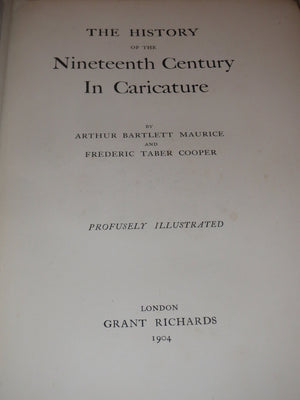 THE HISTORY
OF THE
Nineteenth Century
In Caricature
BY
ARTHUR BARTLETT MAURICE
AND
FREDERIC TABER COOPER
PROFUSELY ILLUSTRATED
LONDON
GRANT RICHARDS
1904